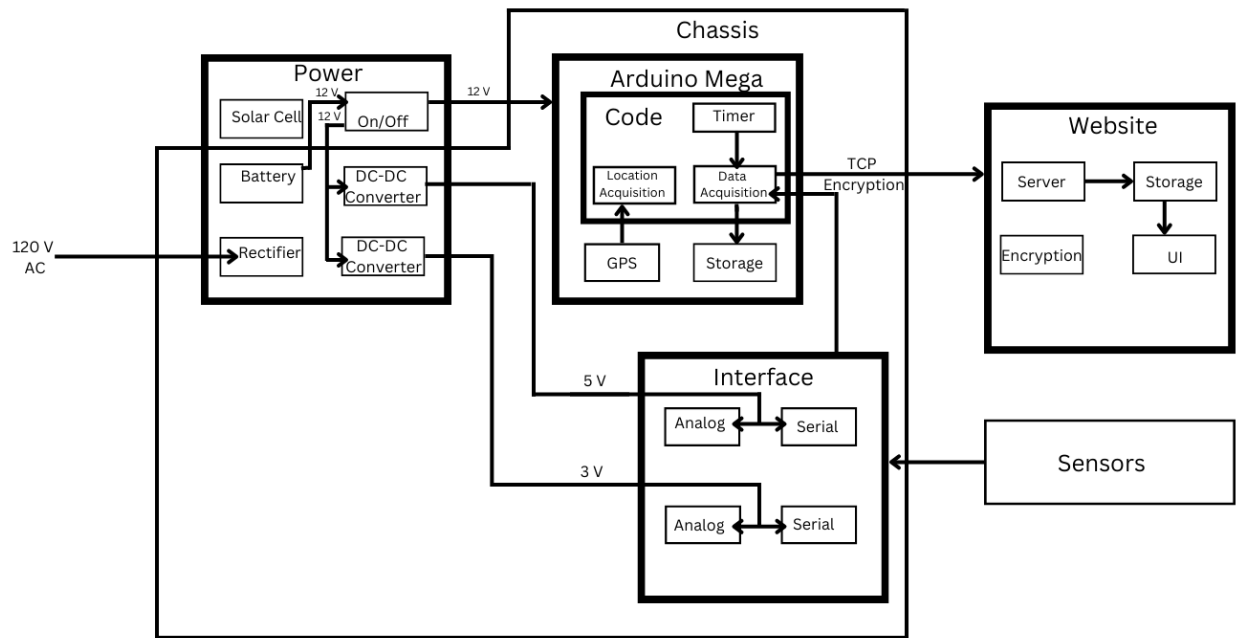 Chassis
Power
Solar Cell
12 V
12 V
On/Off
12 V
Battery
DC-DC
Converter
120 V
AC
Rectifier
DC-DC
Converter
Arduino Mega
Code
Timer
Location
Acquisition
Data
Acquisition
GPS
Storage
TCP
Encryption
Website
Server
Storage
Encryption
UI
Interface
5 V
Analog
Serial
3 V
Analog
Serial
Sensors